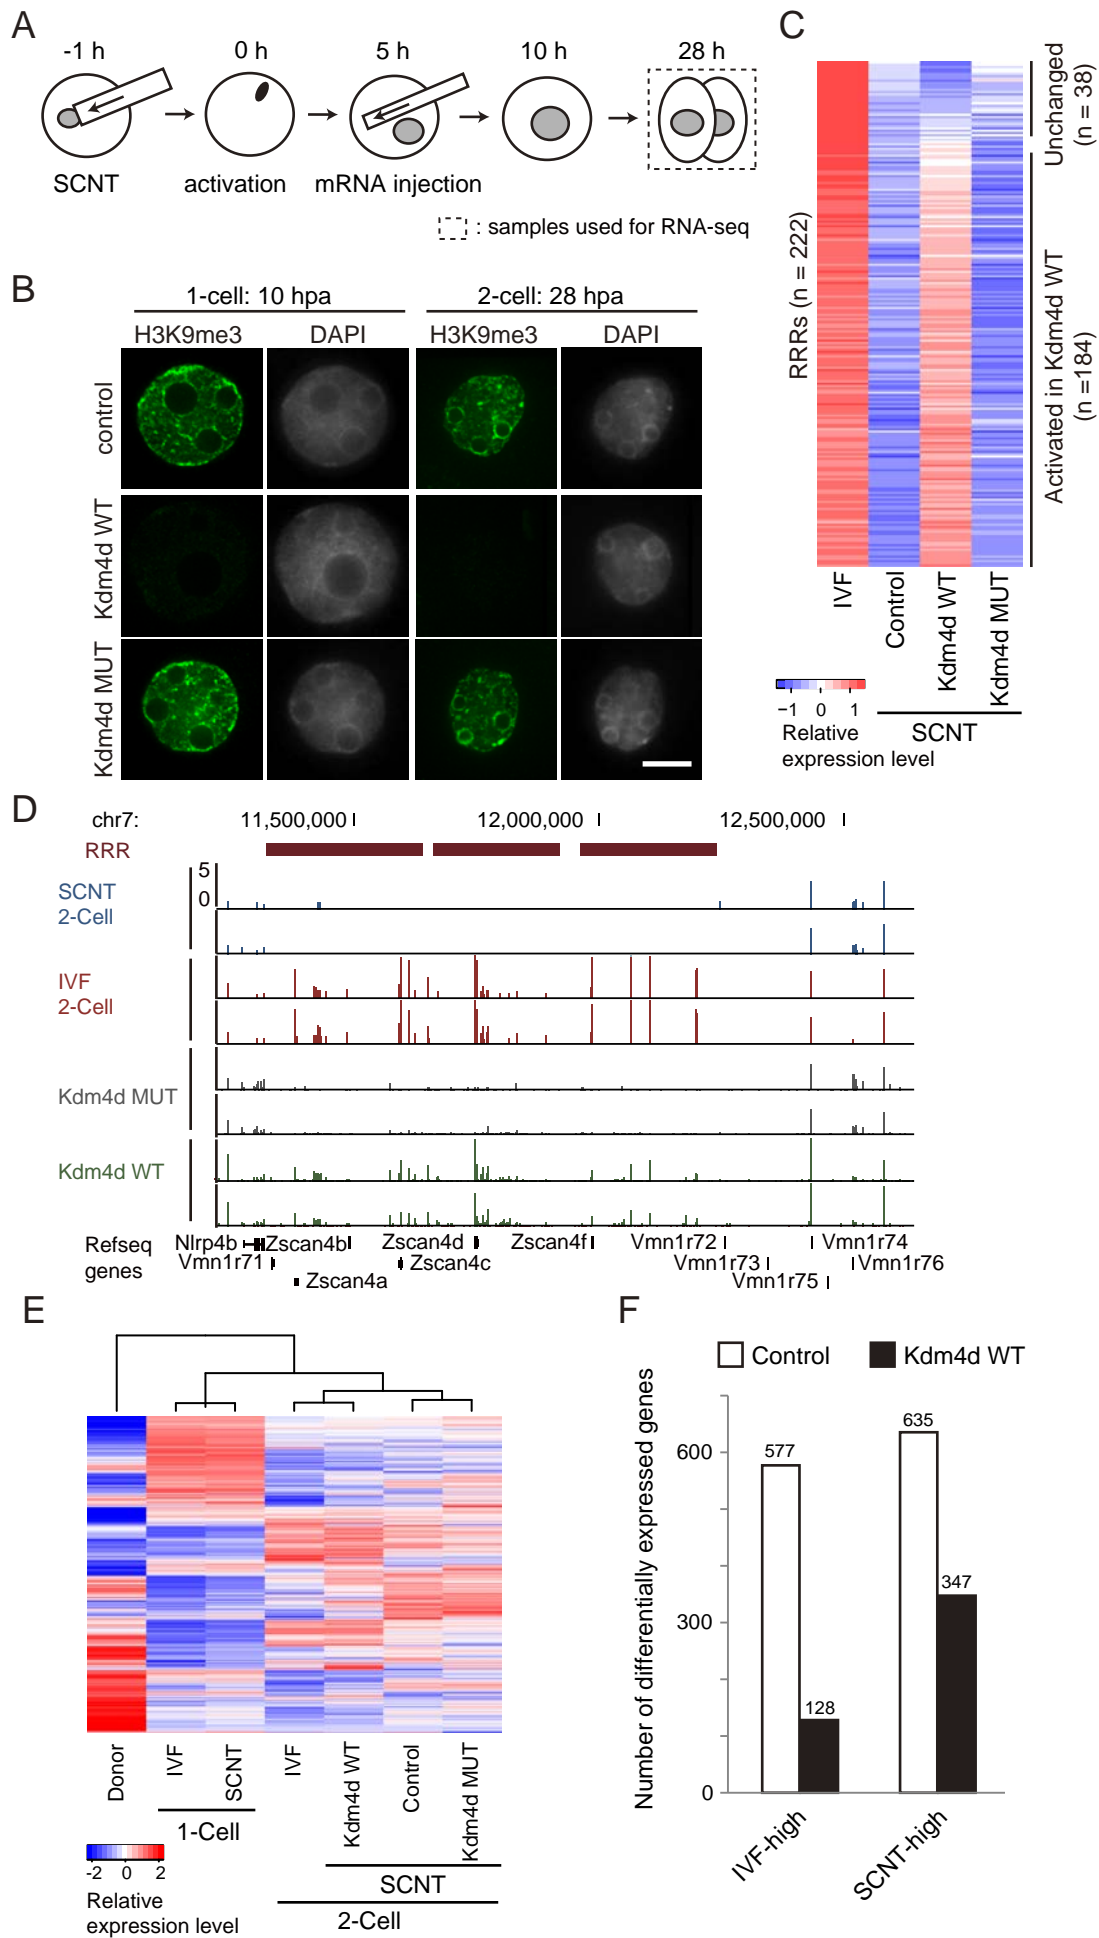 A
-1 h
0 h
5 h
10 h
28 h
SCNT
activation
mRNA injection
: samples used for RNA-seq
B
1-cell: 10 hpa
2-cell: 28 hpa
H3K9me3
DAPI
H3K9me3
DAPI
control
Kdm4d WT
Kdm4d MUT
C
RRRs (n = 222)
Unchanged
(n = 38)
Activated in Kdm4d WT
(n =184)
IVF
Control
Kdm4d WT
Kdm4d MUT
SCNT
−1 0 1
Relative
expression level
D
chr7:
11,500,000
12,000,000
12,500,000
RRR
5
0
SCNT
2-Cell
IVF
2-Cell
Kdm4d MUT
Kdm4d WT
Refseq
genes
Nlrp4b
Zscan4b
Zscan4d
Zscan4f
Vmn1r72
Vmn1r74
Vmn1r71
Zscan4c
Vmn1r73
Vmn1r76
Zscan4a
Vmn1r75
E
Donor
IVF
SCNT
IVF
Kdm4d WT
Control
Kdm4d MUT
1-Cell
SCNT
2-Cell
-2 0 2
Relative
expression level
F
Control
Kdm4d WT
Number of differentially expressed genes
600
300
0
577
128
635
347
IVF-high
SCNT-high